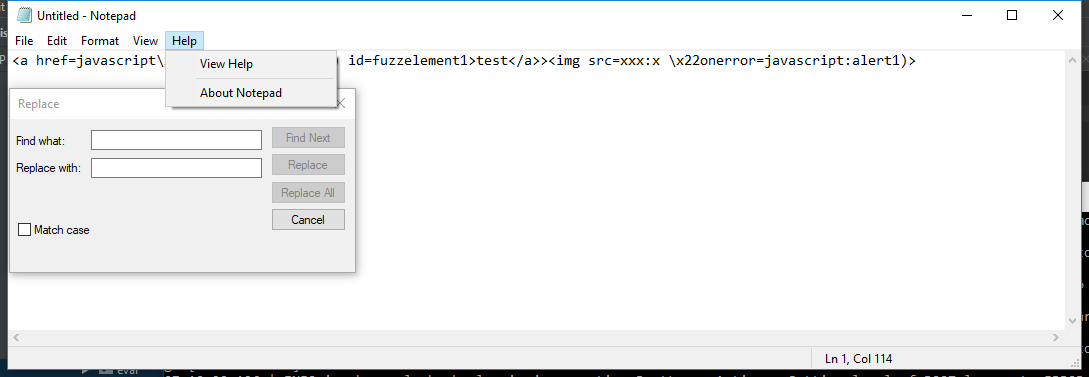 Untitled - Notepad
File Edit Format View Help
<a href=javascript\ ) id=fuzzelement1>test</a>><img src=xxx:x \x22onerror=javascript:alert1)>
View Help
About Notepad
Replace
Find what:
Find Next
Replace with:
Replace
Replace All
Cancel
Match case
Ln 1, Col 114
eval